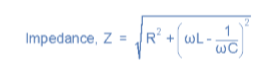 Impedance, Z = √(R² + (ωL - 1/ωC)²)